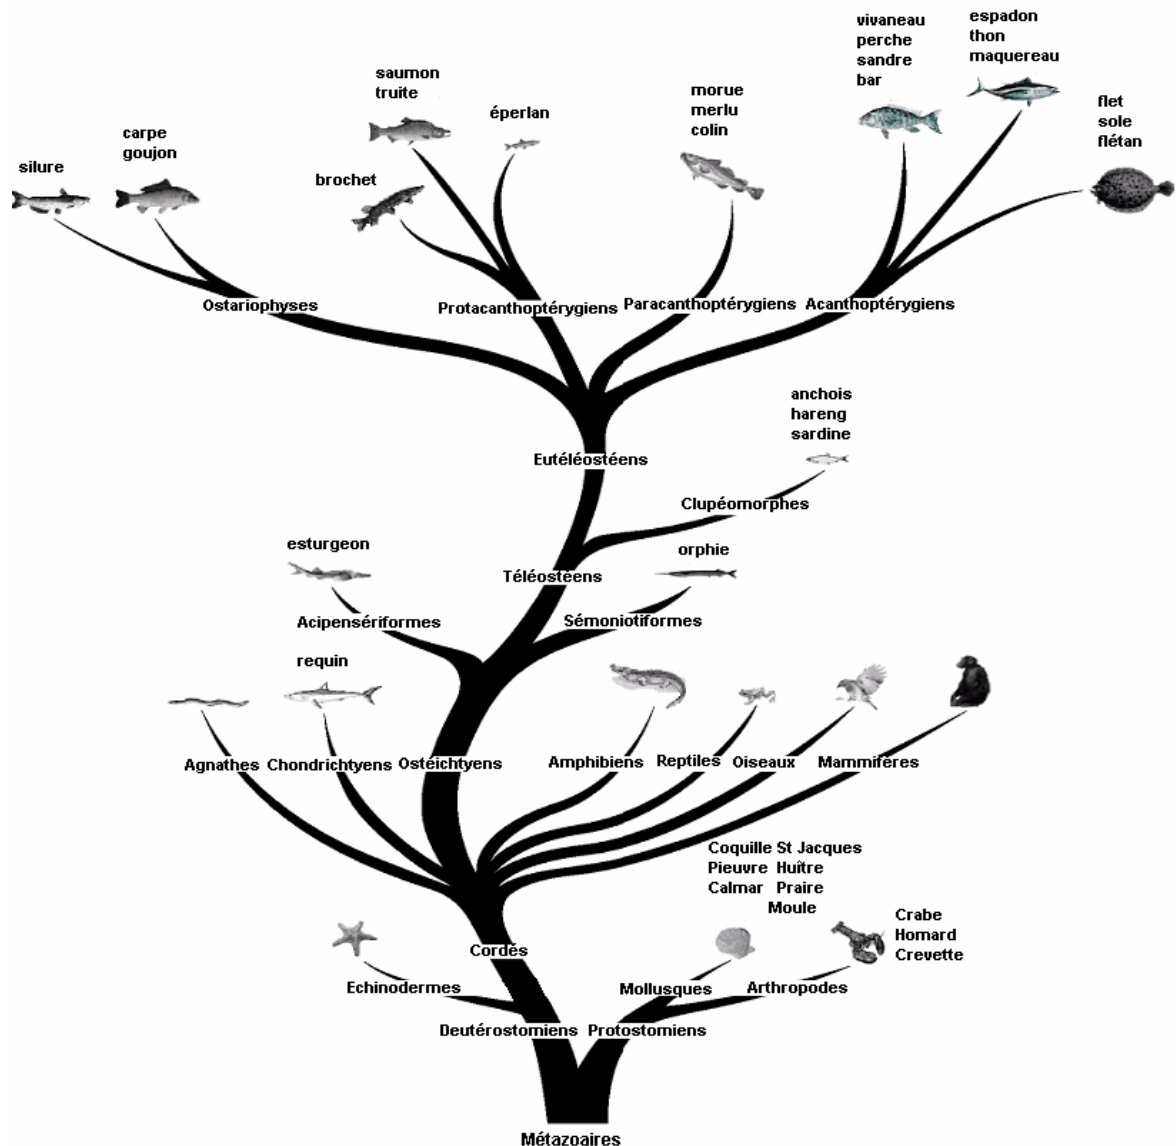 vivaneau
perche
sandre
bar
espadon
thon
maquereau
saumon
truite
éperlan
morue
merlu
colin
flet
sole
flétan
carpe
goujon
silure
brochet
Ostariophyses
Protacanthoptérygiens
Paracanthoptérygiens
Acanthoptérygiens
anchois
hareng
sardine
Eutéléostéens
Clupéomorphes
esturgeon
orphie
Téléostéens
Acipensériformes
Sémoniotiformes
requin
Agnathes
Chondrichtyens
Ostéichtyens
Amphibiens
Reptiles
Oiseaux
Mammifères
Coquille St Jacques
Pieuvre Huître
Calmar Praire
Moule
Crabe
Homard
Crevette
Cordés
Echinodermes
Mollusques
Arthropodes
Deutérostomiens
Protostomiens
Métazoaires